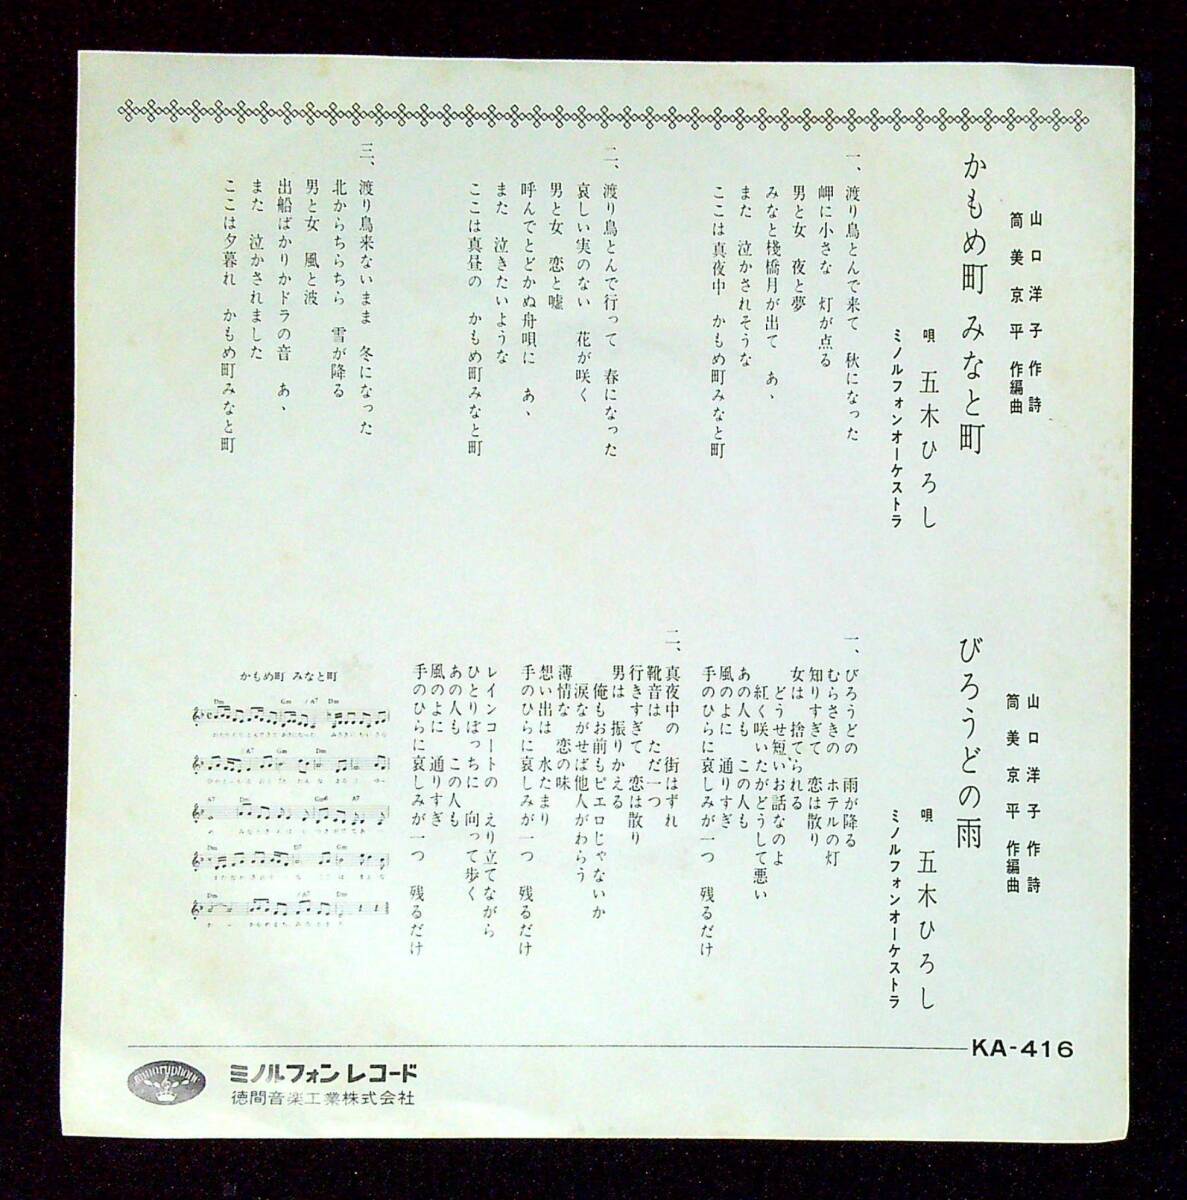 かもめ町 みなと町
山口洋子 作詩
筒美京平 作編曲
唄 五木ひろし
ミノルフォンオーケストラ
一、渡り鳥とんで来て 秋になった
岬に小さな 灯が点る
男と女 夜と夢
みなと棧橋月が出て あゝ
また 泣かされそうな
ここは真夜中 かもめ町みなと町
二、渡り鳥とんで行って 春になった
哀しい実のない 花が咲く
男と女 恋と嘘
呼んでとどかぬ舟唄に あゝ
また 泣きたいような
ここは真昼の かもめ町みなと町
三、渡り鳥来ないまま 冬になった
北からちらちら 雪が降る
男と女 風と波
出船ばかりかドラの音 あゝ
また 泣かされました
ここは夕暮れ かもめ町みなと町
びろうどの雨
山口洋子 作詩
筒美京平 作編曲
唄 五木ひろし
ミノルフォンオーケストラ
一、びろうどの 雨が降る
むらさきの ホテルの灯
知りすぎて 恋は散り
女は 捨てられる
どうせ短いお話なのよ
紅く咲いたがどうして悪い
あの人も この人も
風のよに 通りすぎ
手のひらに哀しみが一つ 残るだけ
二、真夜中の 街はずれ
靴音は ただ一つ
行きすぎて 恋は散り
男は 振りかえる
俺もお前もピエロじゃないか
涙ながせば他人がわらう
薄情な 恋の味
想い出は 水たまり
手のひらに哀しみが一つ 残るだけ
レインコートの えり立てながら
ひとりぼっちに 向って歩く
あの人も この人も
風のよに 通りすぎ
手のひらに哀しみが一つ 残るだけ
かもめ町 みなと町
KA-416
minoruphone
ミノルフォンレコード
徳間音楽工業株式会社